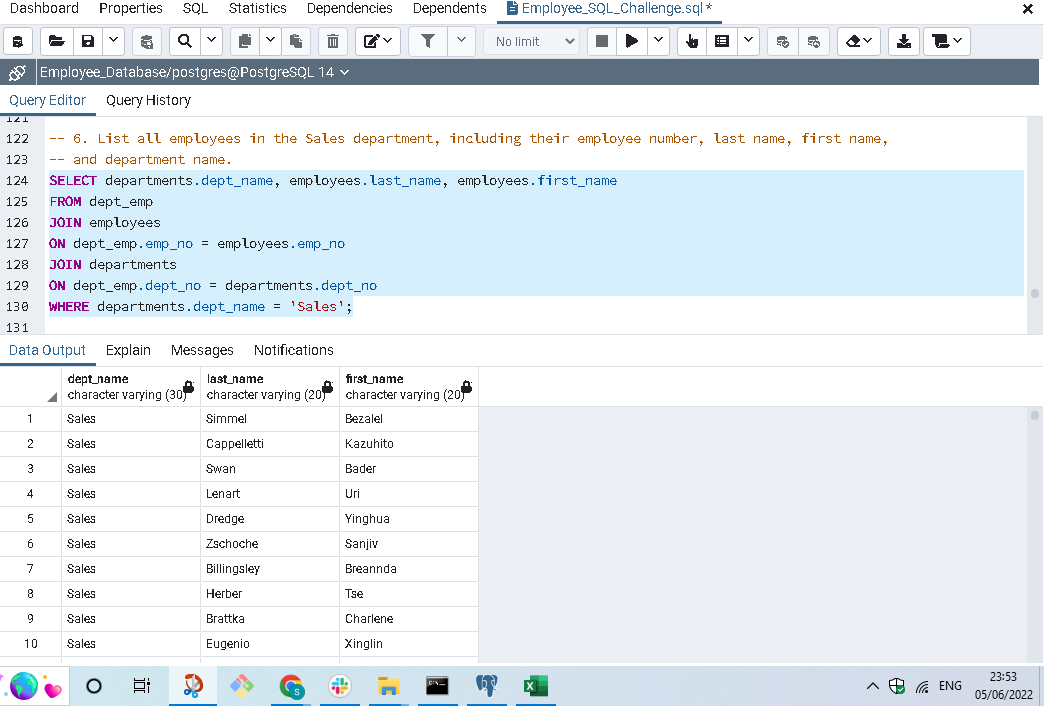 Dashboard Properties SQL Statistics Dependencies Dependents Employee_SQL_Challenge.sql *
No limit
Employee_Database/postgres@PostgreSQL 14
Query Editor Query History
121
122 -- 6. List all employees in the Sales department, including their employee number, last name, first name,
123 -- and department name.
124 SELECT departments.dept_name, employees.last_name, employees.first_name
125 FROM dept_emp
126 JOIN employees
127 ON dept_emp.emp_no = employees.emp_no
128 JOIN departments
129 ON dept_emp.dept_no = departments.dept_no
130 WHERE departments.dept_name = 'Sales';
131
Data Output Explain Messages Notifications
dept_name last_name first_name
character varying (30) character varying (20) character varying (20)
1 Sales Simmel Bezalel
2 Sales Cappelletti Kazuhito
3 Sales Swan Bader
4 Sales Lenart Uri
5 Sales Dredge Yinghua
6 Sales Zschoche Sanjiv
7 Sales Billingsley Breannda
8 Sales Herber Tse
9 Sales Brattka Charlene
10 Sales Eugenio Xinglin
ENG
23:53
05/06/2022